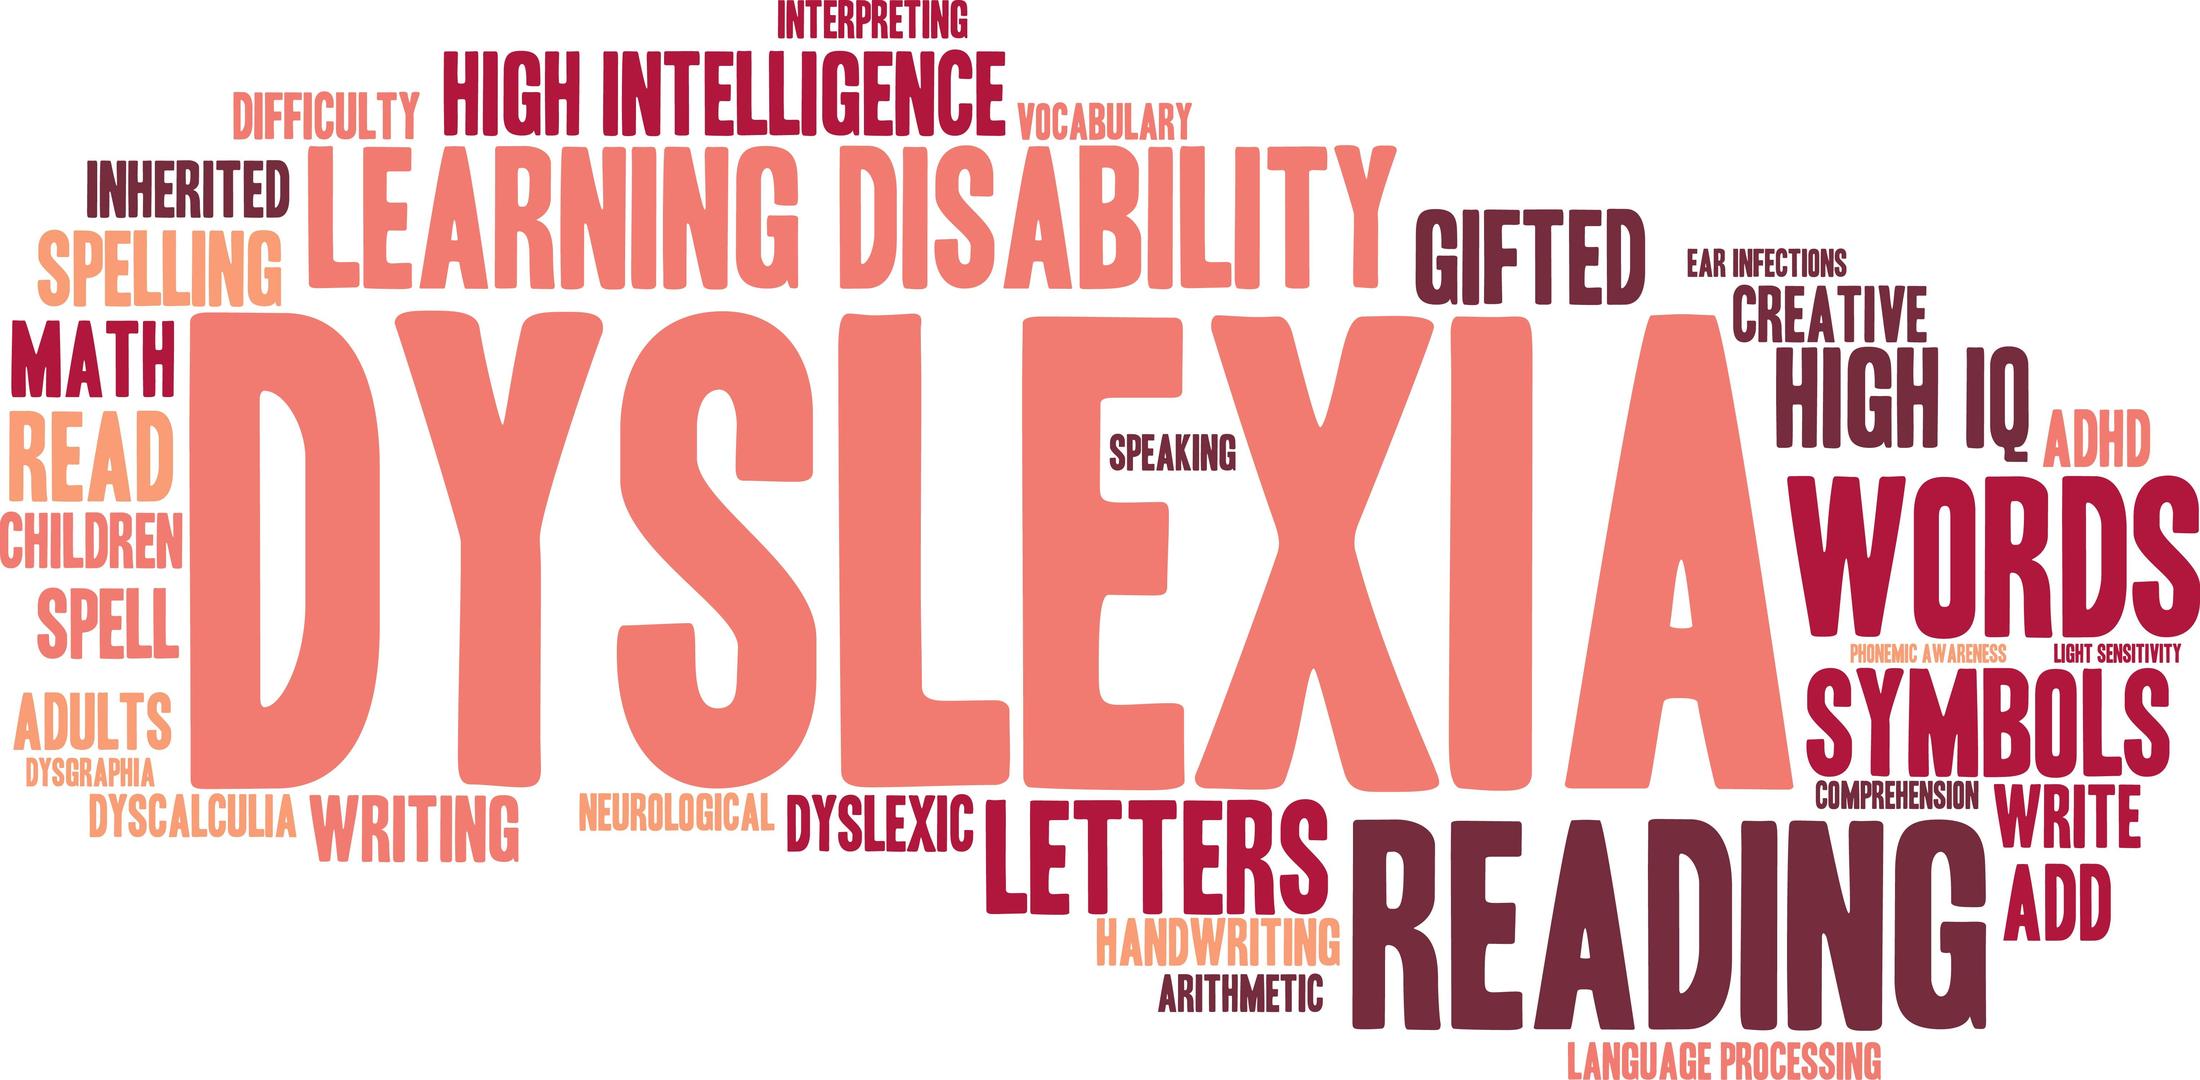 INTERPRETING
HIGH INTELLIGENCE
DIFFICULTY
VOCABULARY
INHERITED
LEARNING DISABILITY
GIFTED
SPELLING
EAR INFECTIONS
CREATIVE
MATH
DYSLEXIA
HIGH IQ
READ
SPEAKING
ADHD
CHILDREN
WORDS
SPELL
PHONEMIC AWARENESS
LIGHT SENSITIVITY
ADULTS
SYMBOLS
DYSGRAPHIA
COMPREHENSION
DYSCALCULIA
WRITING
NEUROLOGICAL
DYSLEXIC
LETTERS
WRITE
READING
ADD
HANDWRITING
ARITHMETIC
LANGUAGE PROCESSING